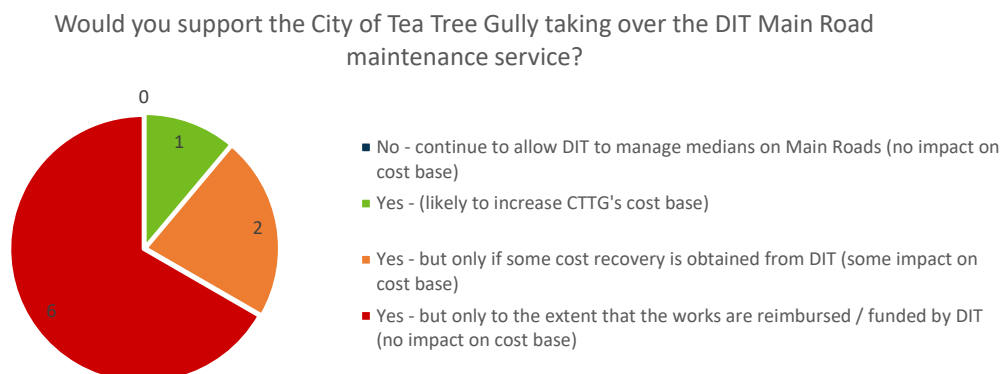 Would you support the City of Tea Tree Gully taking over the DIT Main Road
maintenance service?
0
1
2
6
No - continue to allow DIT to manage medians on Main Roads (no impact on
cost base)
Yes - (likely to increase CTTG's cost base)
Yes - but only if some cost recovery is obtained from DIT (some impact on
cost base)
Yes - but only to the extent that the works are reimbursed / funded by DIT
(no impact on cost base)